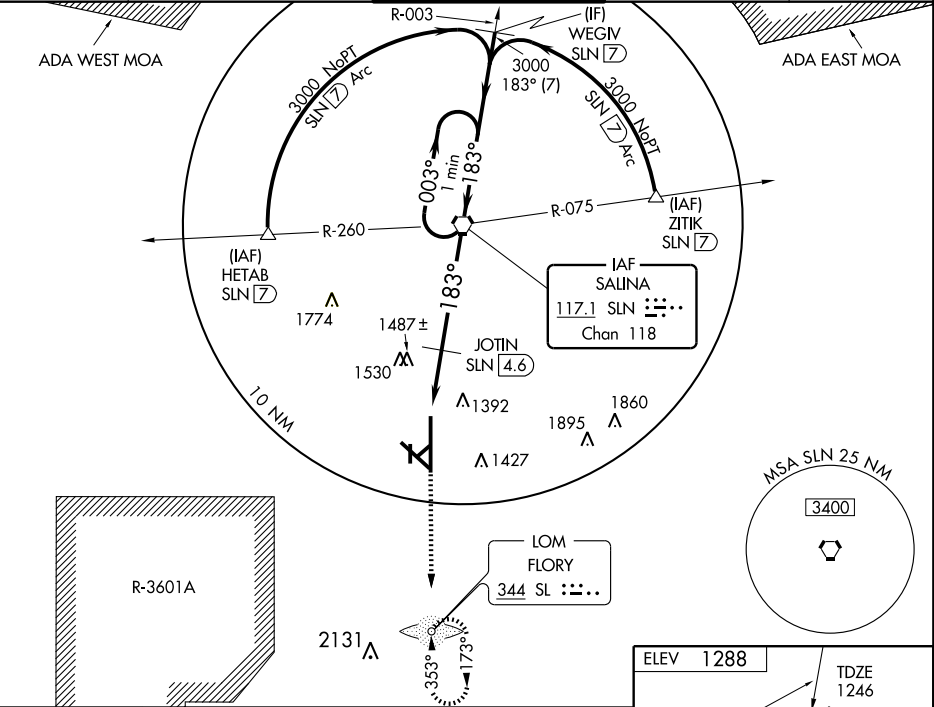 R-003
(IF)
WEGIV
SLN 7
ADA WEST MOA
ADA EAST MOA
3000
183° (7)
3000 NoPT
SLN 7 Arc
3000 NoPT
SLN 7 Arc
003°
1 min
183°
R-260
R-075
(IAF)
HETAB
SLN 7
(IAF)
ZITIK
SLN 7
IAF
SALINA
117.1 SLN
Chan 118
183°
1774
1487±
1530
JOTIN
SLN 4.6
1392
1895
1860
1427
10 NM
MSA SLN 25 NM
3400
R-3601A
LOM
FLORY
344 SL
2131
353°
173°
ELEV 1288
TDZE
1246